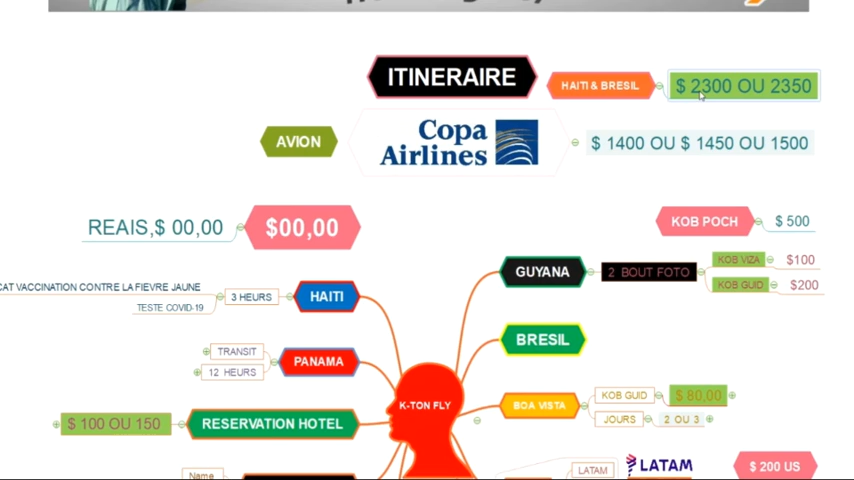 ITINERAIRE
HAITI & BRESIL
$ 2300 OU 2350
AVION
Copa
Airlines
$ 1400 OU $ 1450 OU 1500
REAIS,$ 00,00
$00,00
KOB POCH
$ 500
GUYANA
2 BOUT FOTO
KOB VIZA
$100
KOB GUID
$200
CAT VACCINATION CONTRE LA FIEVRE JAUNE
TESTE COVID-19
3 HEURS
HAITI
BRESIL
TRANSIT
12 HEURS
PANAMA
K-TON FLY
BOA VISTA
KOB GUID
$ 80,00
JOURS
2 OU 3
$ 100 OU 150
RESERVATION HOTEL
Name
LATAM
LATAM
$ 200 US